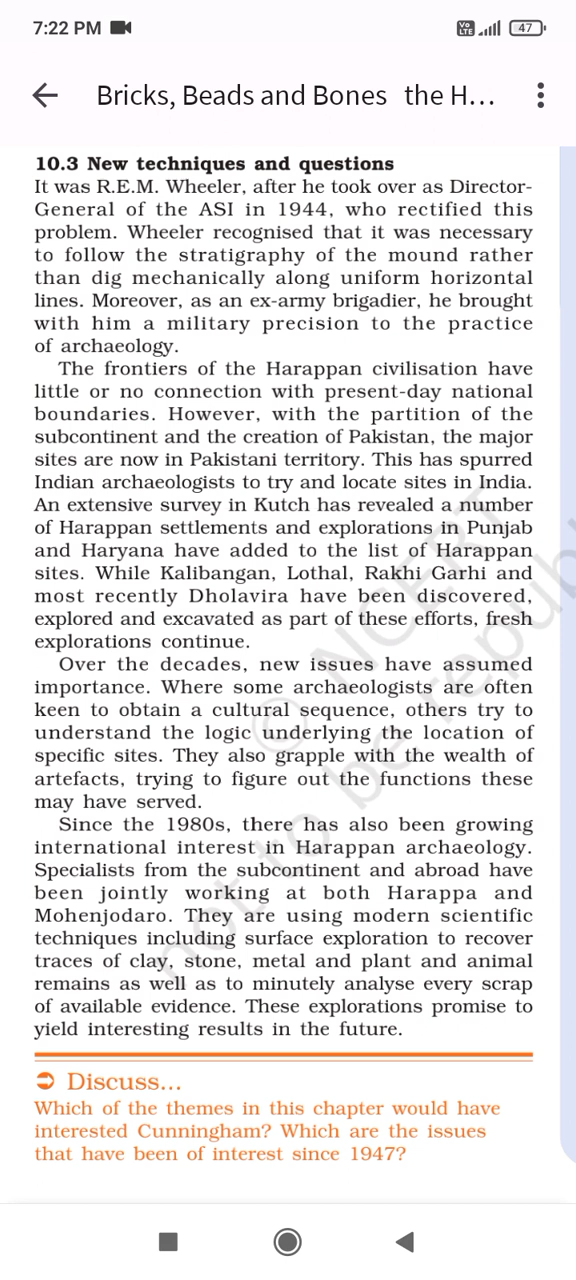 7:22 PM
Vo LTE 47
Bricks, Beads and Bones the H...
10.3 New techniques and questions
It was R.E.M. Wheeler, after he took over as Director-
General of the ASI in 1944, who rectified this
problem. Wheeler recognised that it was necessary
to follow the stratigraphy of the mound rather
than dig mechanically along uniform horizontal
lines. Moreover, as an ex-army brigadier, he brought
with him a military precision to the practice
of archaeology.
The frontiers of the Harappan civilisation have
little or no connection with present-day national
boundaries. However, with the partition of the
subcontinent and the creation of Pakistan, the major
sites are now in Pakistani territory. This has spurred
Indian archaeologists to try and locate sites in India.
An extensive survey in Kutch has revealed a number
of Harappan settlements and explorations in Punjab
and Haryana have added to the list of Harappan
sites. While Kalibangan, Lothal, Rakhi Garhi and
most recently Dholavira have been discovered,
explored and excavated as part of these efforts, fresh
explorations continue.
Over the decades, new issues have assumed
importance. Where some archaeologists are often
keen to obtain a cultural sequence, others try to
understand the logic underlying the location of
specific sites. They also grapple with the wealth of
artefacts, trying to figure out the functions these
may have served.
Since the 1980s, there has also been growing
international interest in Harappan archaeology.
Specialists from the subcontinent and abroad have
been jointly working at both Harappa and
Mohenjodaro. They are using modern scientific
techniques including surface exploration to recover
traces of clay, stone, metal and plant and animal
remains as well as to minutely analyse every scrap
of available evidence. These explorations promise to
yield interesting results in the future.
Discuss...
Which of the themes in this chapter would have
interested Cunningham? Which are the issues
that have been of interest since 1947?
© NCERT
not to be republ